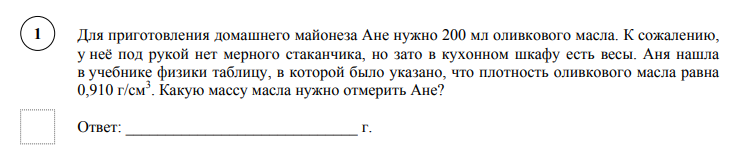 1
Для приготовления домашнего майонеза Ане нужно 200 мл оливкового масла. К сожалению,
у неё под рукой нет мерного стаканчика, но зато в кухонном шкафу есть весы. Аня нашла
в учебнике физики таблицу, в которой было указано, что плотность оливкового масла равна
0,910 г/см³. Какую массу масла нужно отмерить Ане?
Ответ: ______________________________ г.